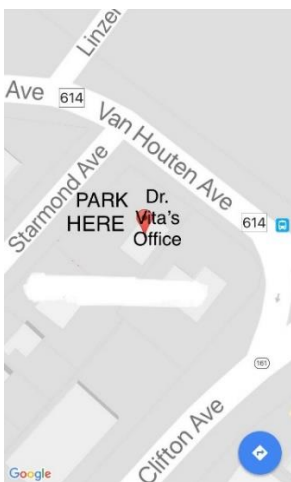 Linzer
Ave 614
Van Houten Ave
Starmond Ave
PARK
HERE
Dr.
Vita's
Office
614
161
Clifton Ave
Google